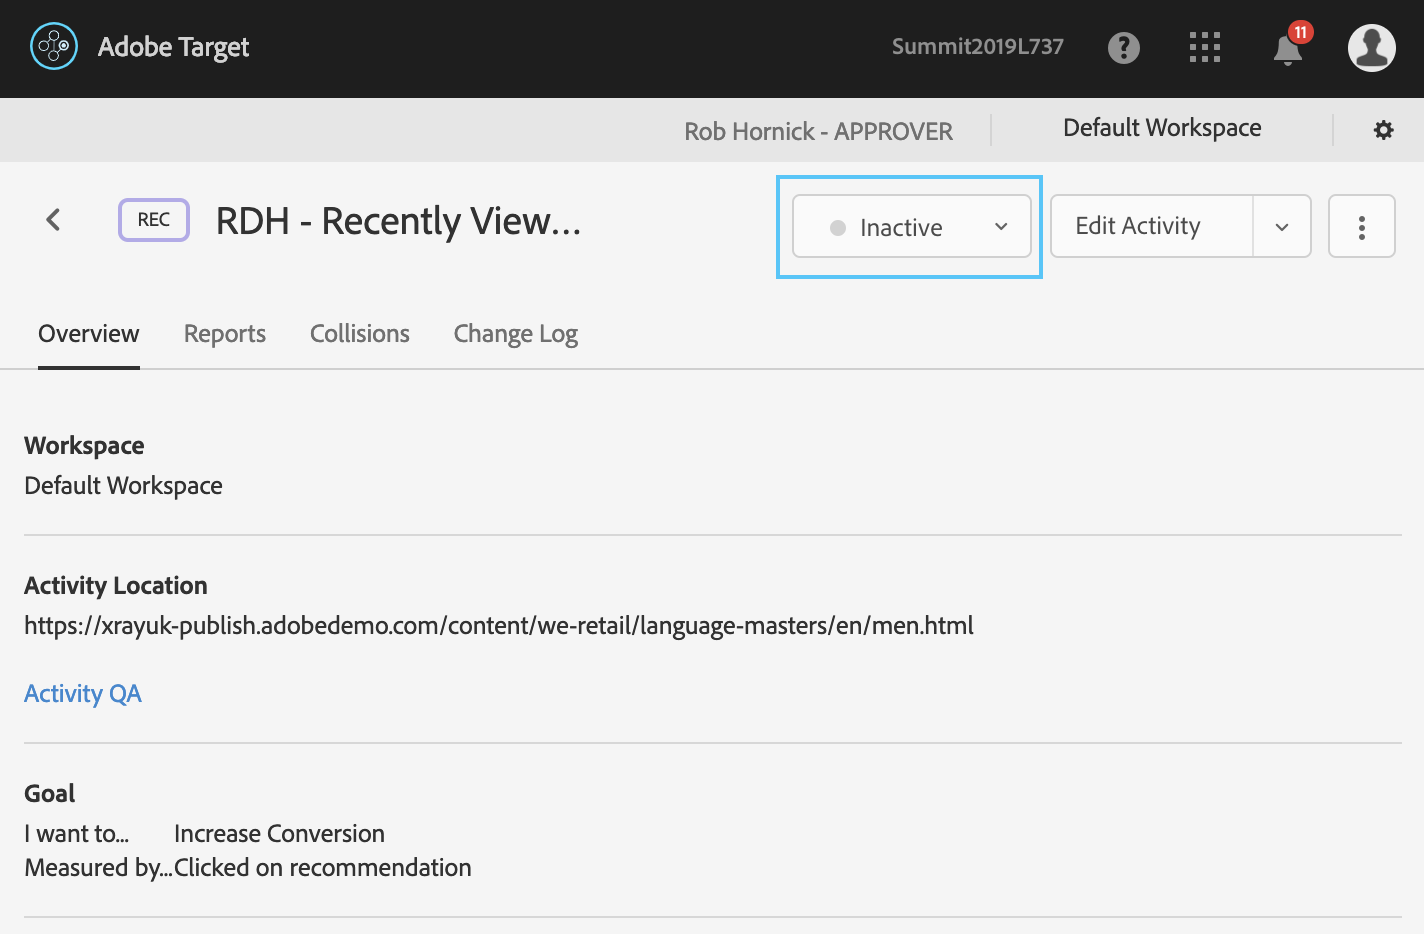 Adobe Target
Summit2019L737
11
Rob Hornick - APPROVER
Default Workspace
REC
RDH - Recently View...
Inactive
Edit Activity
Overview
Reports
Collisions
Change Log
Workspace
Default Workspace
Activity Location
https://xrayuk-publish.adobedemo.com/content/we-retail/language-masters/en/men.html
Activity QA
Goal
I want to... Increase Conversion
Measured by... Clicked on recommendation